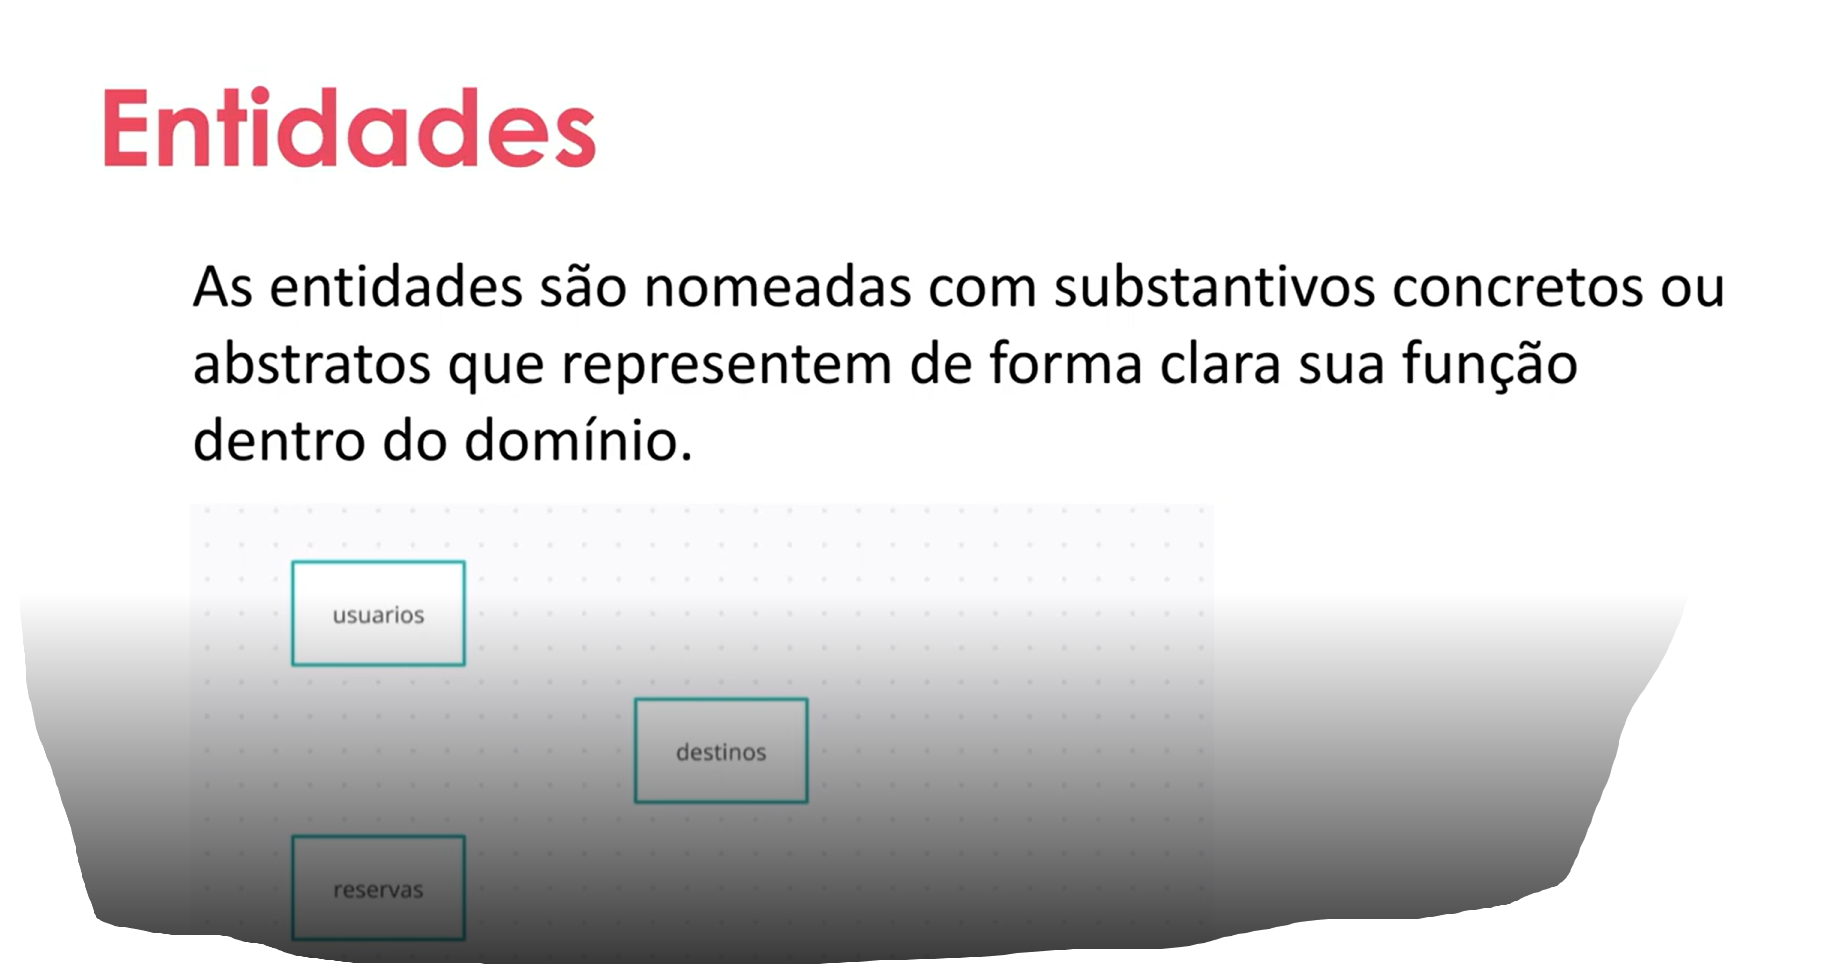 Entidades
As entidades são nomeadas com substantivos concretos ou
abstratos que representem de forma clara sua função
dentro do domínio.
usuarios
destinos
reservas